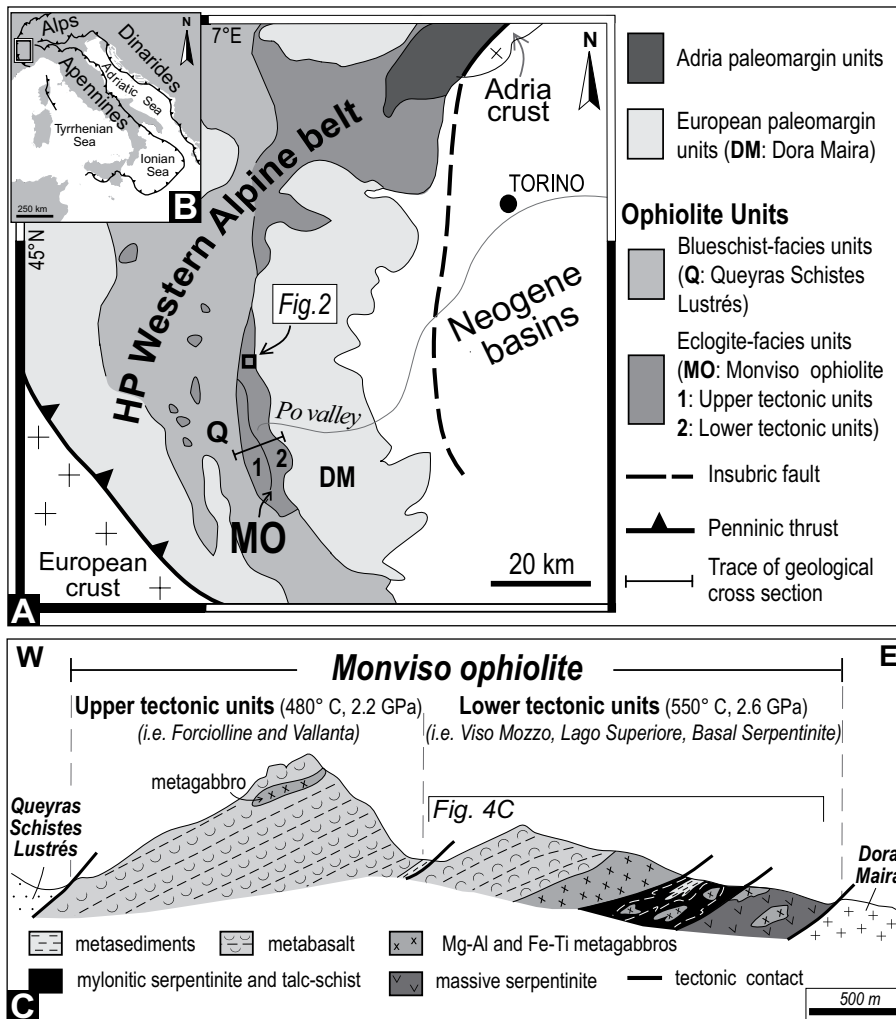 A
7°E
N
45°N
HP Western Alpine belt
Adria
crust
TORINO
Neogene
basins
Fig.2
Po valley
Q
1
2
DM
MO
European
crust
20 km
N
Alps
Dinarides
Apennines
Adriatic Sea
Tyrrhenian
Sea
Ionian
Sea
250 km
B
Adria paleomargin units
European paleomargin
units (DM: Dora Maira)
Ophiolite Units
Blueschist-facies units
(Q: Queyras Schistes
Lustrés)
Eclogite-facies units
(MO: Monviso ophiolite
1: Upper tectonic units
2: Lower tectonic units)
Insubric fault
Penninic thrust
Trace of geological
cross section
W
E
Monviso ophiolite
Upper tectonic units (480° C, 2.2 GPa)
(i.e. Forciolline and Vallanta)
Lower tectonic units (550° C, 2.6 GPa)
(i.e. Viso Mozzo, Lago Superiore, Basal Serpentinite)
metagabbro
Queyras
Schistes
Lustrés
Fig. 4C
Dora
Maira
metasediments
metabasalt
Mg-Al and Fe-Ti metagabbros
mylonitic serpentinite and talc-schist
massive serpentinite
tectonic contact
C
500 m